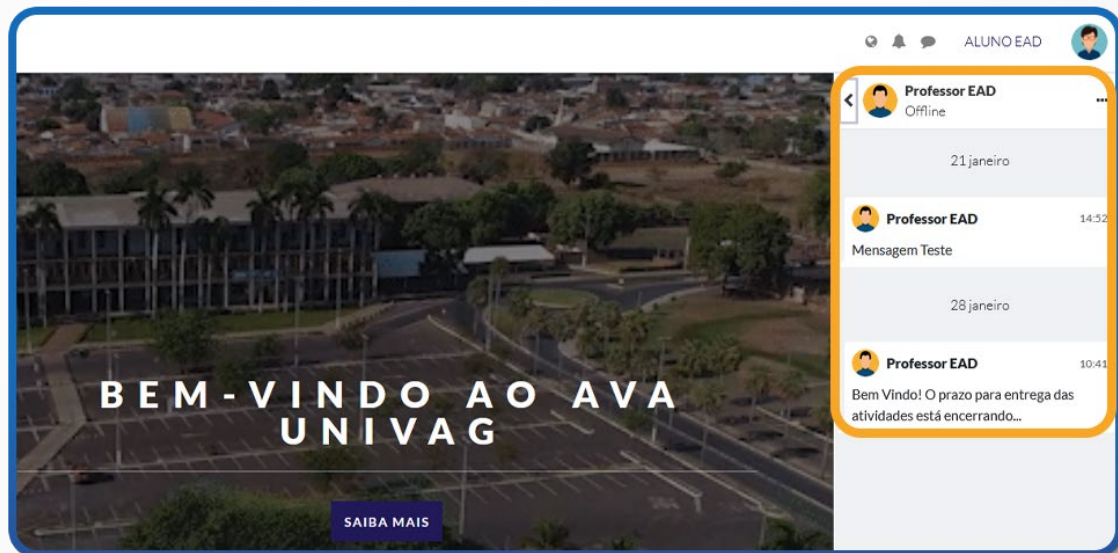 ALUNO EAD
BEM-VINDO AO AVA
UNIVAG
SAIBA MAIS
Professor EAD
Offline
21 janeiro
Professor EAD 14:52
Mensagem Teste
28 janeiro
Professor EAD 10:41
Bem Vindo! O prazo para entrega das
atividades está encerrando...